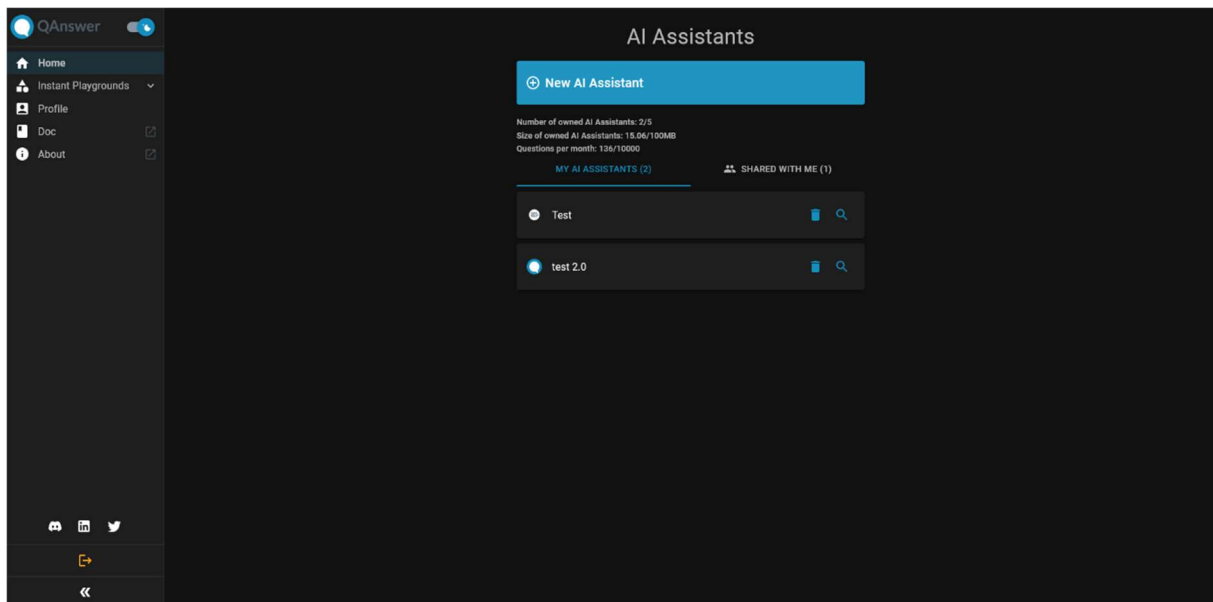 QAnswer
Home
Instant Playgrounds
Profile
Doc
About
AI Assistants
New AI Assistant
Number of owned AI Assistants: 2/5
Size of owned AI Assistants: 15.06/100MB
Questions per month: 136/10000
MY AI ASSISTANTS (2)
SHARED WITH ME (1)
Test
test 2.0